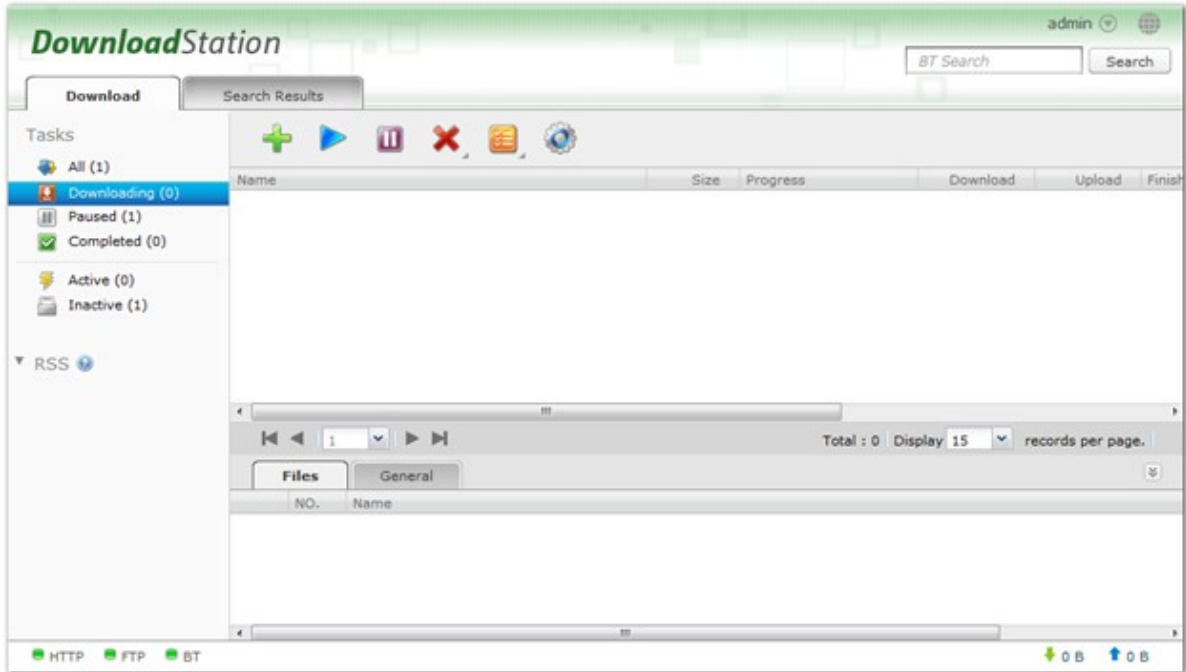 admin
DownloadStation
BT Search Search
Download Search Results
Tasks
All (1)
Downloading (0)
Paused (1)
Completed (0)
Active (0)
Inactive (1)
RSS
Name Size Progress Download Upload Finish
1 Total : 0 Display 15 records per page.
Files General
NO. Name
HTTP FTP BT 0 B 0 B